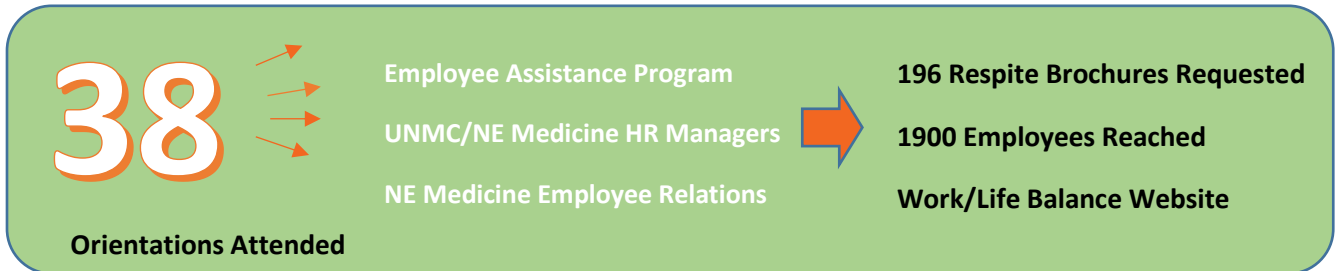 38
Orientations Attended
Employee Assistance Program
UNMC/NE Medicine HR Managers
NE Medicine Employee Relations
196 Respite Brochures Requested
1900 Employees Reached
Work/Life Balance Website